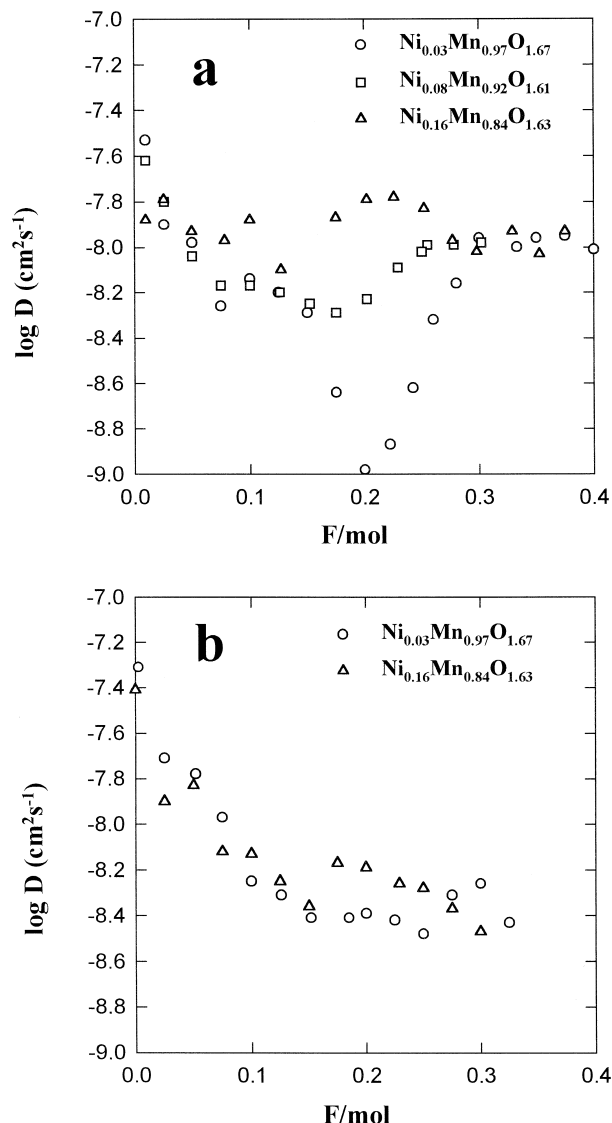 -7.0
-7.2
-7.4
-7.6
-7.8
-8.0
-8.2
-8.4
-8.6
-8.8
-9.0
log D (cm²s⁻¹)
a
Ni₀.₀₃Mn₀.₉₇O₁.₆₇
Ni₀.₀₈Mn₀.₉₂O₁.₆₁
Ni₀.₁₆Mn₀.₈₄O₁.₆₃
0.0 0.1 0.2 0.3 0.4
F/mol
-7.0
-7.2
-7.4
-7.6
-7.8
-8.0
-8.2
-8.4
-8.6
-8.8
-9.0
log D ((cm²s⁻¹)
b
Ni₀.₀₃Mn₀.₉₇O₁.₆₇
Ni₀.₁₆Mn₀.₈₄O₁.₆₃
0.0 0.1 0.2 0.3 0.4
F/mol